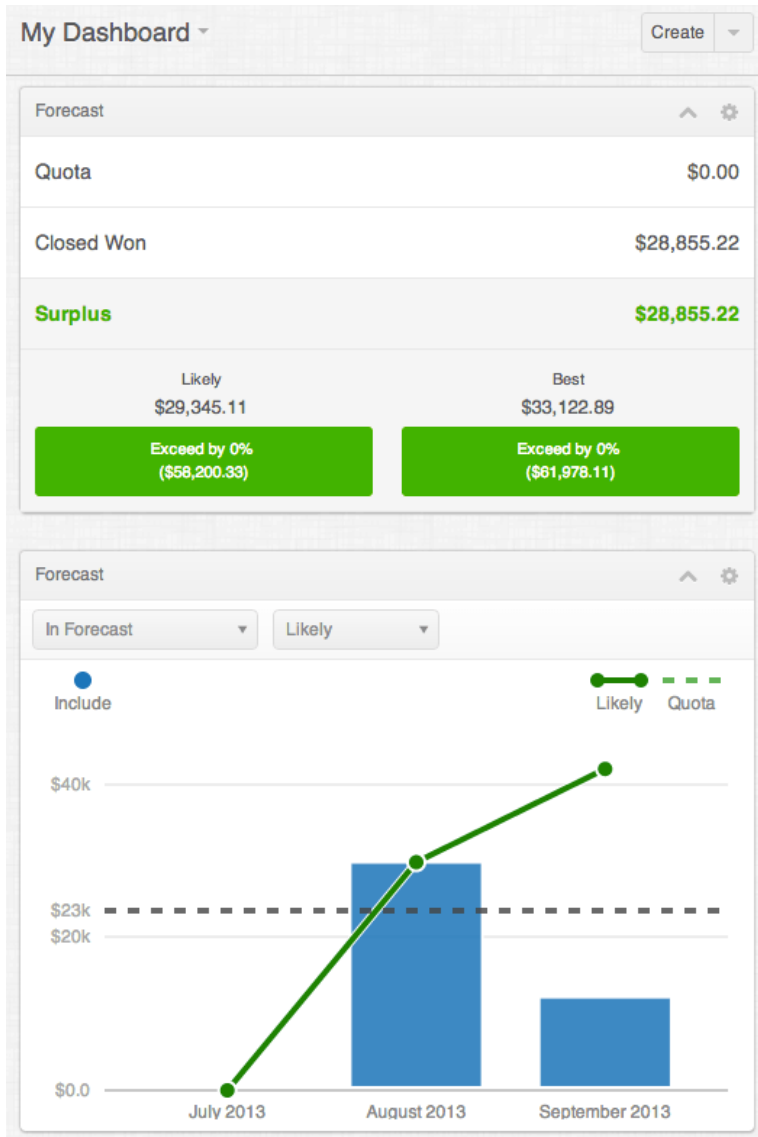 My Dashboard
Create
Forecast
Quota $0.00
Closed Won $28,855.22
Surplus $28,855.22
Likely Best
$29,345.11 $33,122.89
Exceed by 0% Exceed by 0%
($58,200.33) ($61,978.11)
Forecast
In Forecast Likely
Include Likely Quota
$40k
$23k
$20k
$0.0
July 2013 August 2013 September 2013